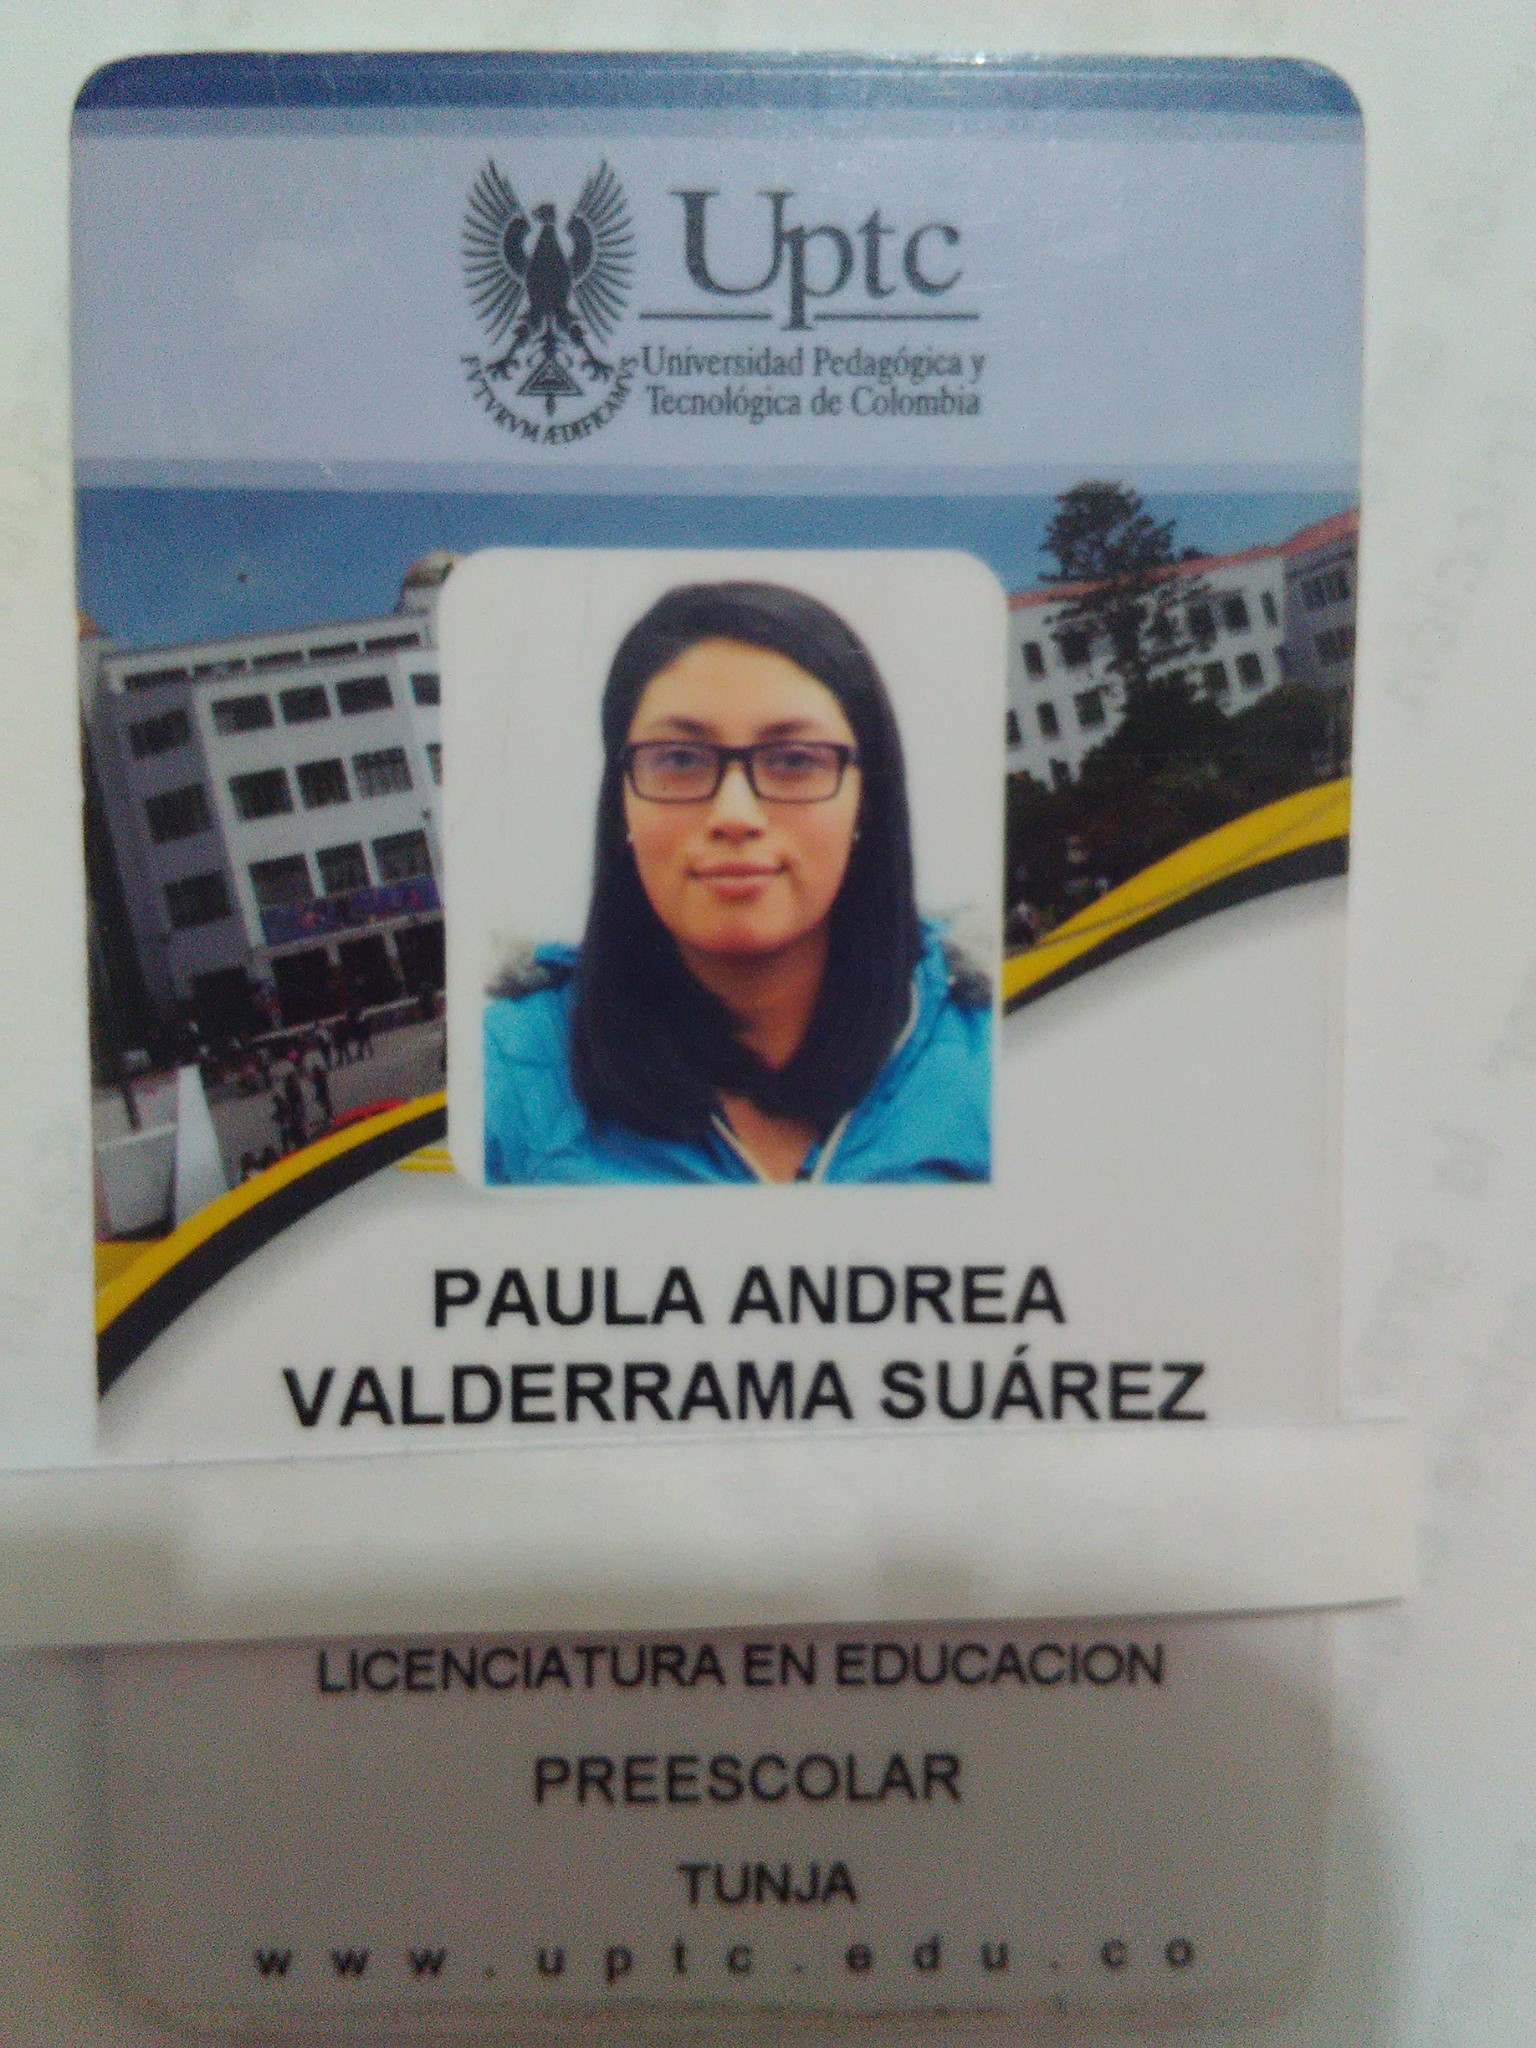 Uptc
Universidad Pedagógica y
Tecnológica de Colombia
FVTVRVM ÆDIFICAMVS
PAULA ANDREA
VALDERRAMA SUÁREZ
LICENCIATURA EN EDUCACION
PREESCOLAR
TUNJA
www.uptc.edu.co